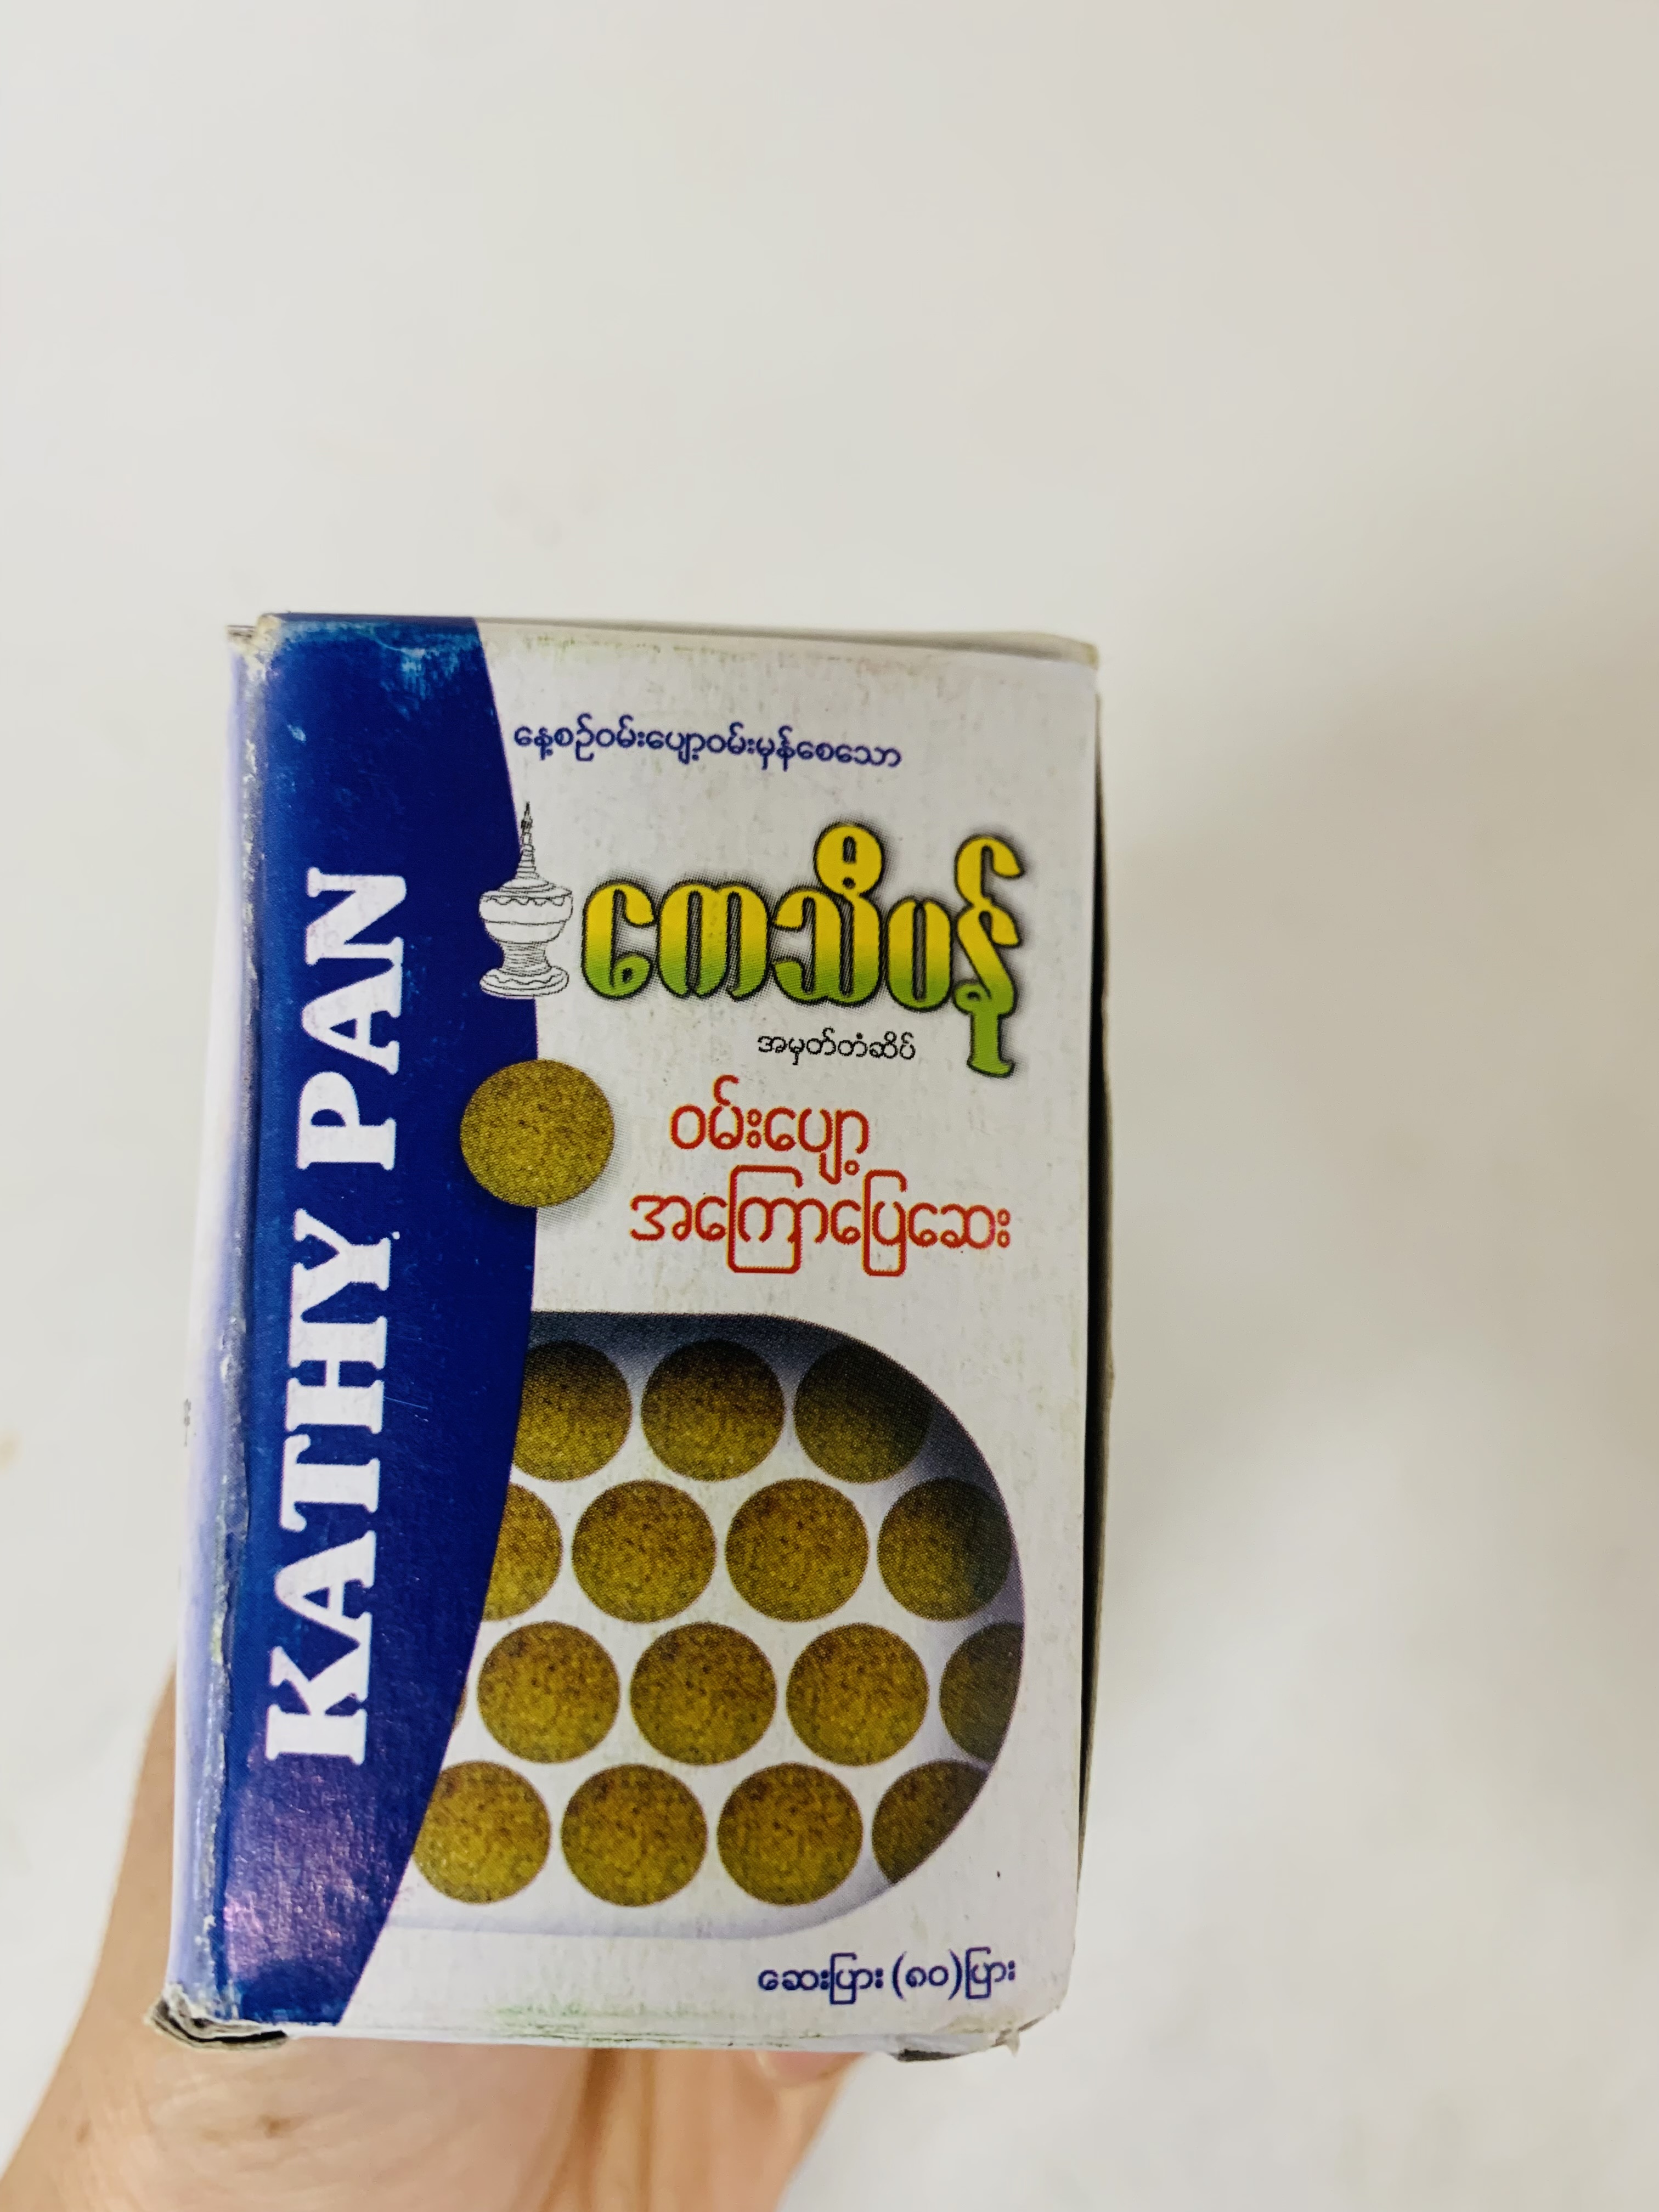 နေ့စဉ်ဝမ်းပျော့ဝမ်းမှန်စေသော
ကေသီပန်
အမှတ်တံဆိပ်
ဝမ်းပျော့
အကြောပြေဆေး
KATHY PAN
ဆေးပြား (၈၀) ပြား